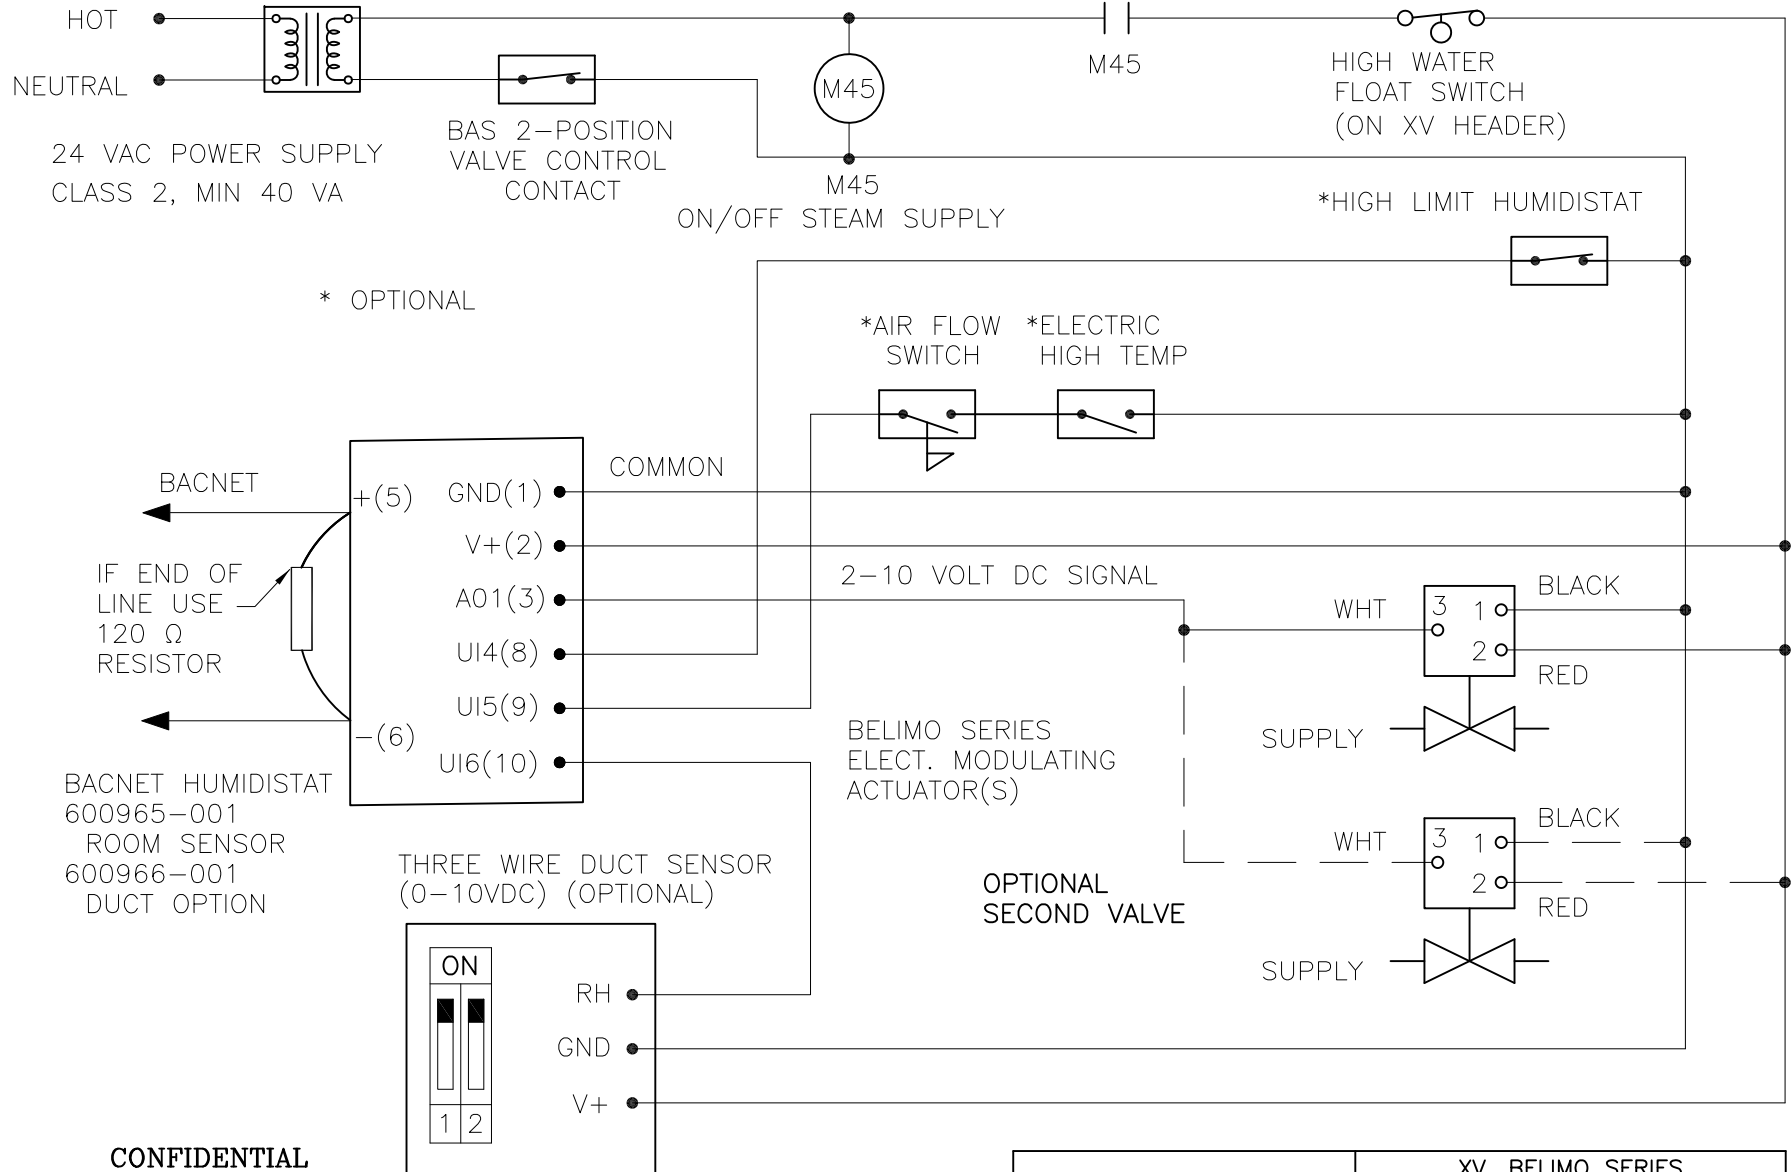 HOT
NEUTRAL
24 VAC POWER SUPPLY
CLASS 2, MIN 40 VA
BAS 2-POSITION
VALVE CONTROL
CONTACT
M45
M45
ON/OFF STEAM SUPPLY
M45
HIGH WATER
FLOAT SWITCH
(ON XV HEADER)
*HIGH LIMIT HUMIDISTAT
* OPTIONAL
*AIR FLOW
SWITCH
*ELECTRIC
HIGH TEMP
BACNET
+(5)
-(6)
IF END OF
LINE USE
120 Ω
RESISTOR
GND(1)
V+(2)
AO1(3)
UI4(8)
UI5(9)
UI6(10)
COMMON
2-10 VOLT DC SIGNAL
WHT
3
1
2
BLACK
RED
SUPPLY
BELIMO SERIES
ELECT. MODULATING
ACTUATOR(S)
BACNET HUMIDISTAT
600965-001
ROOM SENSOR
600966-001
DUCT OPTION
WHT
3
1
2
BLACK
RED
SUPPLY
OPTIONAL
SECOND VALVE
THREE WIRE DUCT SENSOR
(0-10VDC) (OPTIONAL)
ON
1 2
RH
GND
V+
CONFIDENTIAL
XV BELIMO SERIES